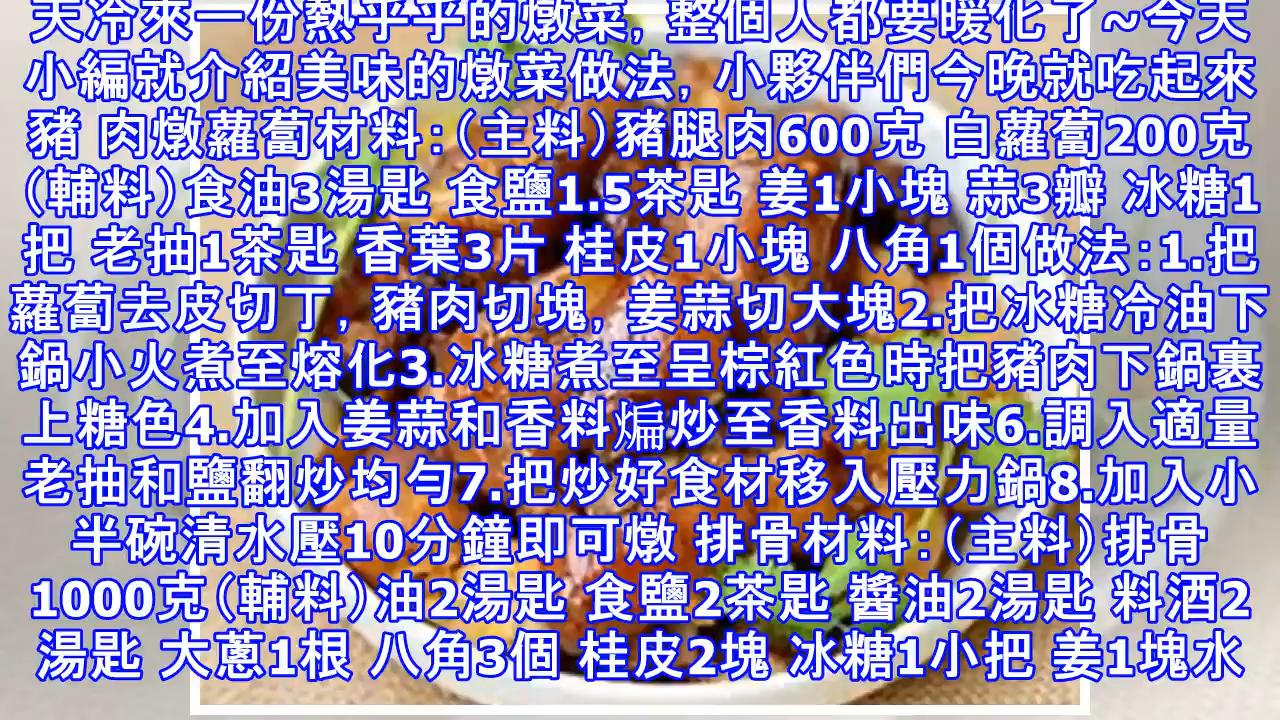 天冷來一份熱乎乎的燉菜, 整個人都要暖化了~今天
小編就介紹美味的燉菜做法, 小夥伴們今晚就吃起來
豬 肉燉蘿蔔材料:(主料)豬腿肉600克 白蘿蔔200克
(輔料)食油3湯匙 食鹽1.5茶匙 姜1小塊 蒜3瓣 冰糖1
把 老抽1茶匙 香葉3片 桂皮1小塊 八角1個做法:1.把
蘿蔔去皮切丁, 豬肉切塊, 姜蒜切大塊2.把冰糖冷油下
鍋小火煮至熔化3.冰糖煮至呈棕紅色時把豬肉下鍋裹
上糖色4.加入姜蒜和香料煸炒至香料出味6.調入適量
老抽和鹽翻炒均勻7.把炒好食材移入壓力鍋8.加入小
半碗清水壓10分鐘即可燉 排骨材料:(主料)排骨
1000克(輔料)油2湯匙 食鹽2茶匙 醬油2湯匙 料酒2
湯匙 大蔥1根 八角3個 桂皮2塊 冰糖1小把 姜1塊水